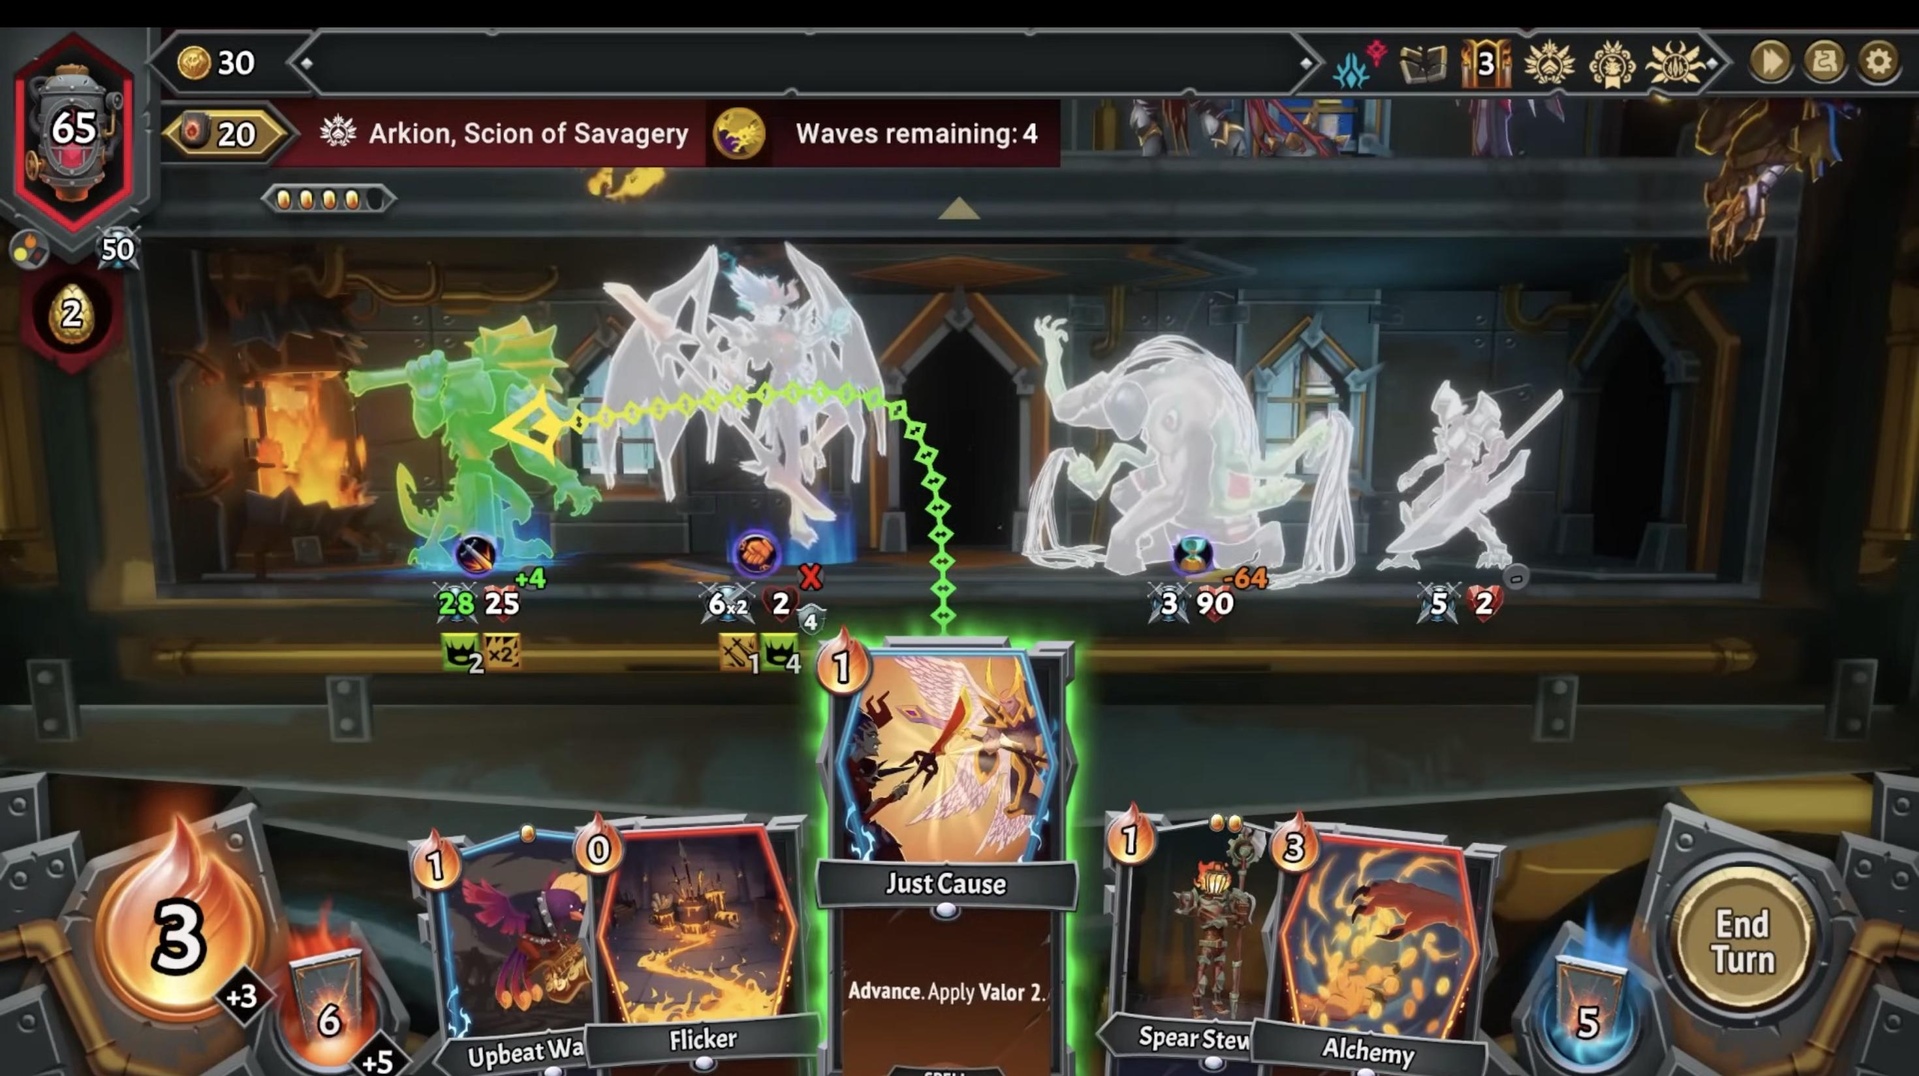 65
30
3
20
Arkion, Scion of Savagery
Waves remaining: 4
50
2
+4
28 25
2 ×2
X
6x2 2 4
1 4
-64
3 90
5 2
3
+3
6
+5
1
Upbeat Wa
0
Flicker
1
Just Cause
Advance. Apply Valor 2.
1
Spear Stew
3
Alchemy
5
End
Turn